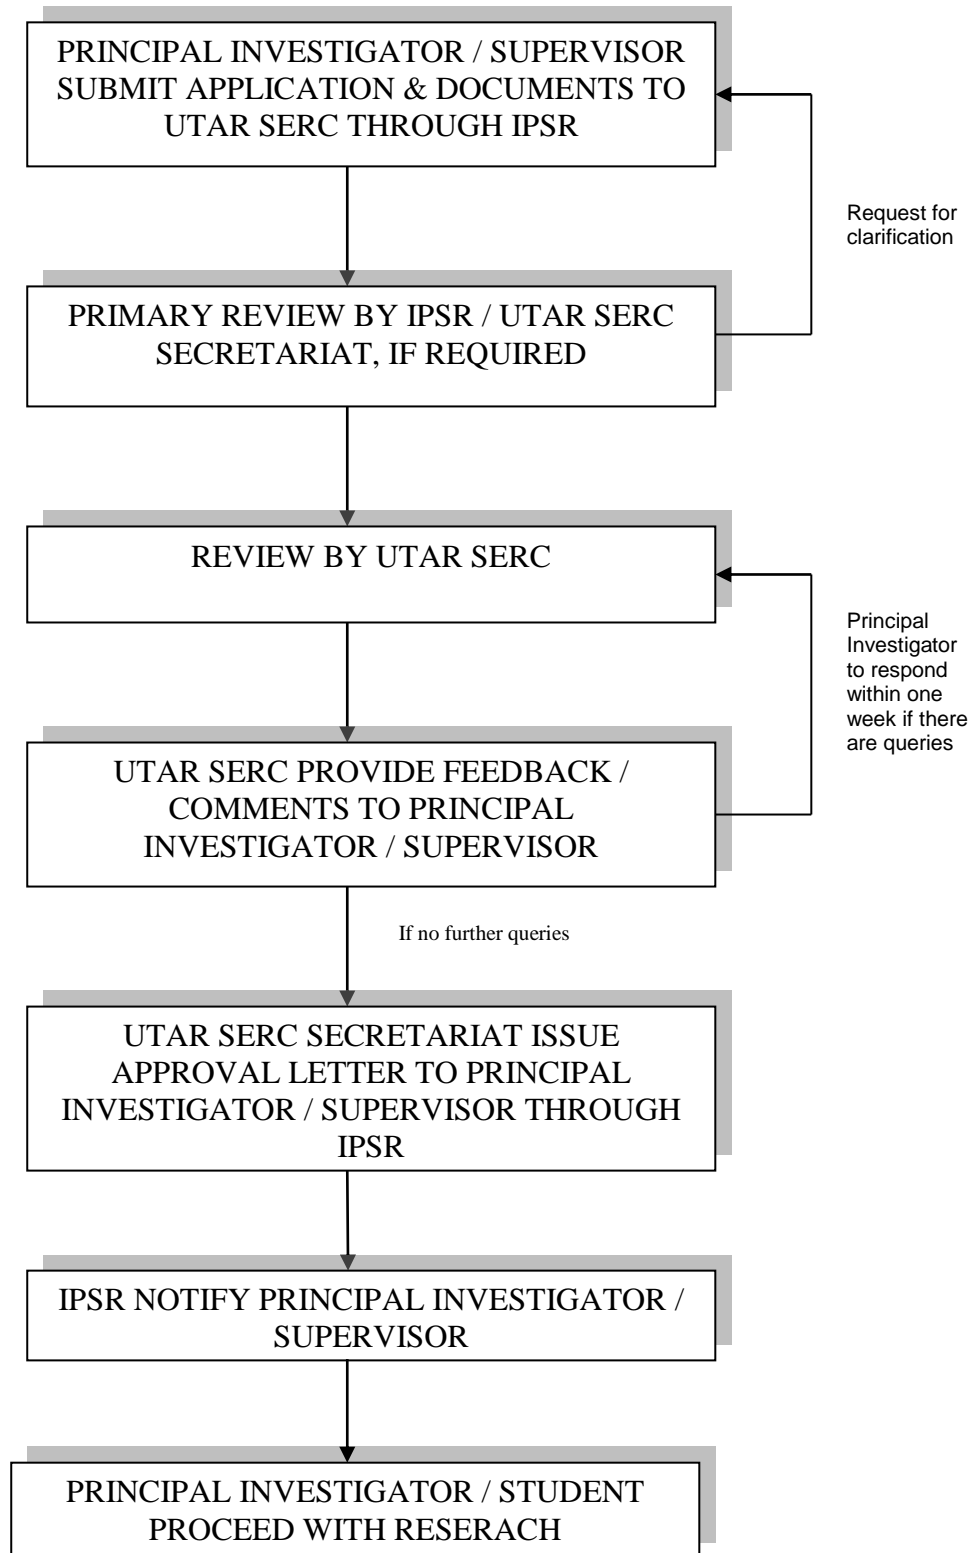 PRINCIPAL INVESTIGATOR / SUPERVISOR
SUBMIT APPLICATION & DOCUMENTS TO
UTAR SERC THROUGH IPSR
Request for
clarification
PRIMARY REVIEW BY IPSR / UTAR SERC
SECRETARIAT, IF REQUIRED
REVIEW BY UTAR SERC
Principal
Investigator
to respond
within one
week if there
are queries
UTAR SERC PROVIDE FEEDBACK /
COMMENTS TO PRINCIPAL
INVESTIGATOR / SUPERVISOR
If no further queries
UTAR SERC SECRETARIAT ISSUE
APPROVAL LETTER TO PRINCIPAL
INVESTIGATOR / SUPERVISOR THROUGH
IPSR
IPSR NOTIFY PRINCIPAL INVESTIGATOR /
SUPERVISOR
PRINCIPAL INVESTIGATOR / STUDENT
PROCEED WITH RESERACH